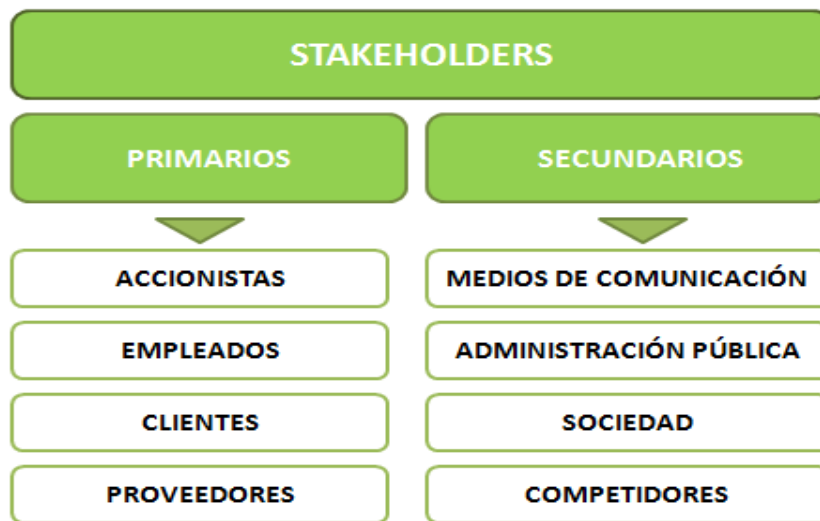 STAKEHOLDERS
PRIMARIOS
SECUNDARIOS
ACCIONISTAS
MEDIOS DE COMUNICACIÓN
EMPLEADOS
ADMINISTRACIÓN PÚBLICA
CLIENTES
SOCIEDAD
PROVEEDORES
COMPETIDORES